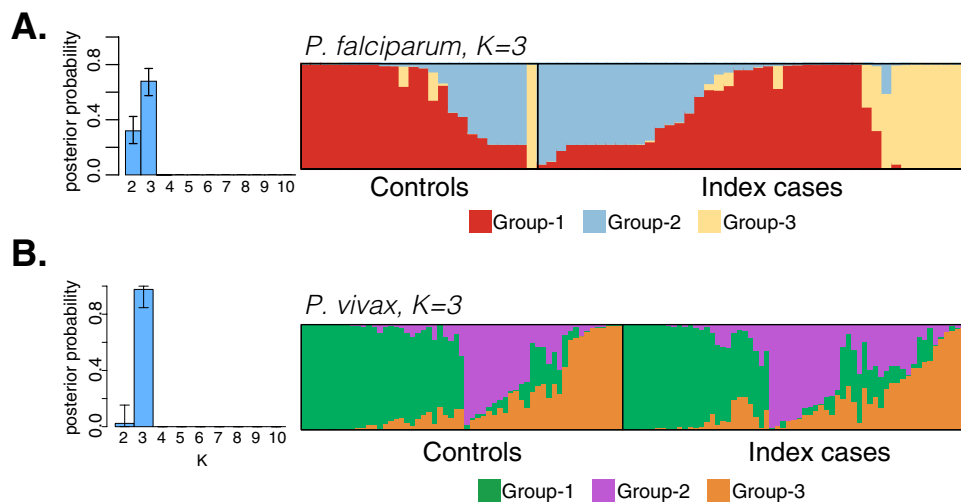 A.
posterior probability
0.0 0.4 0.8
2 3 4 5 6 7 8 9 10
P. falciparum, K=3
Controls Index cases
Group-1 Group-2 Group-3
B.
posterior probability
0.0 0.4 0.8
2 3 4 5 6 7 8 9 10
K
P. vivax, K=3
Controls Index cases
Group-1 Group-2 Group-3